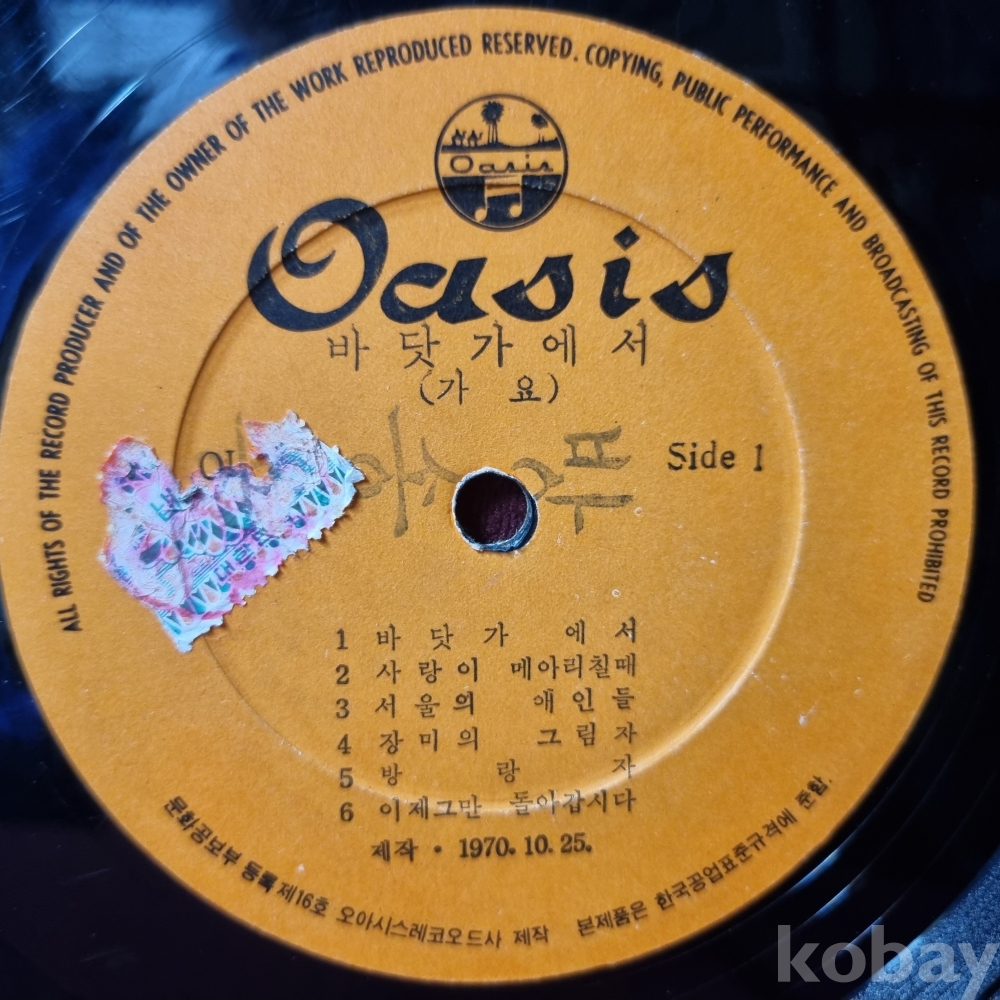 ALL RIGHTS OF THE RECORD PRODUCER AND OF THE OWNER OF THE WORK REPRODUCED RESERVED. COPYING, PUBLIC PERFORMANCE AND BROADCASTING OF THIS RECORD PROHIBITED
Oasis
Oasis
바닷가에서
(가 요)
Side 1
1 바닷가 에서
2 사랑이 메아리칠때
3 서울의 애인들
4 장미의 그림자
5 방랑자
6 이제그만 돌아갑시다
제작 · 1970. 10. 25.
문화공보부 등록 제16호 오아시스레코오드사 제작 본제품은 한국공업표준규격에 준함.
kobay